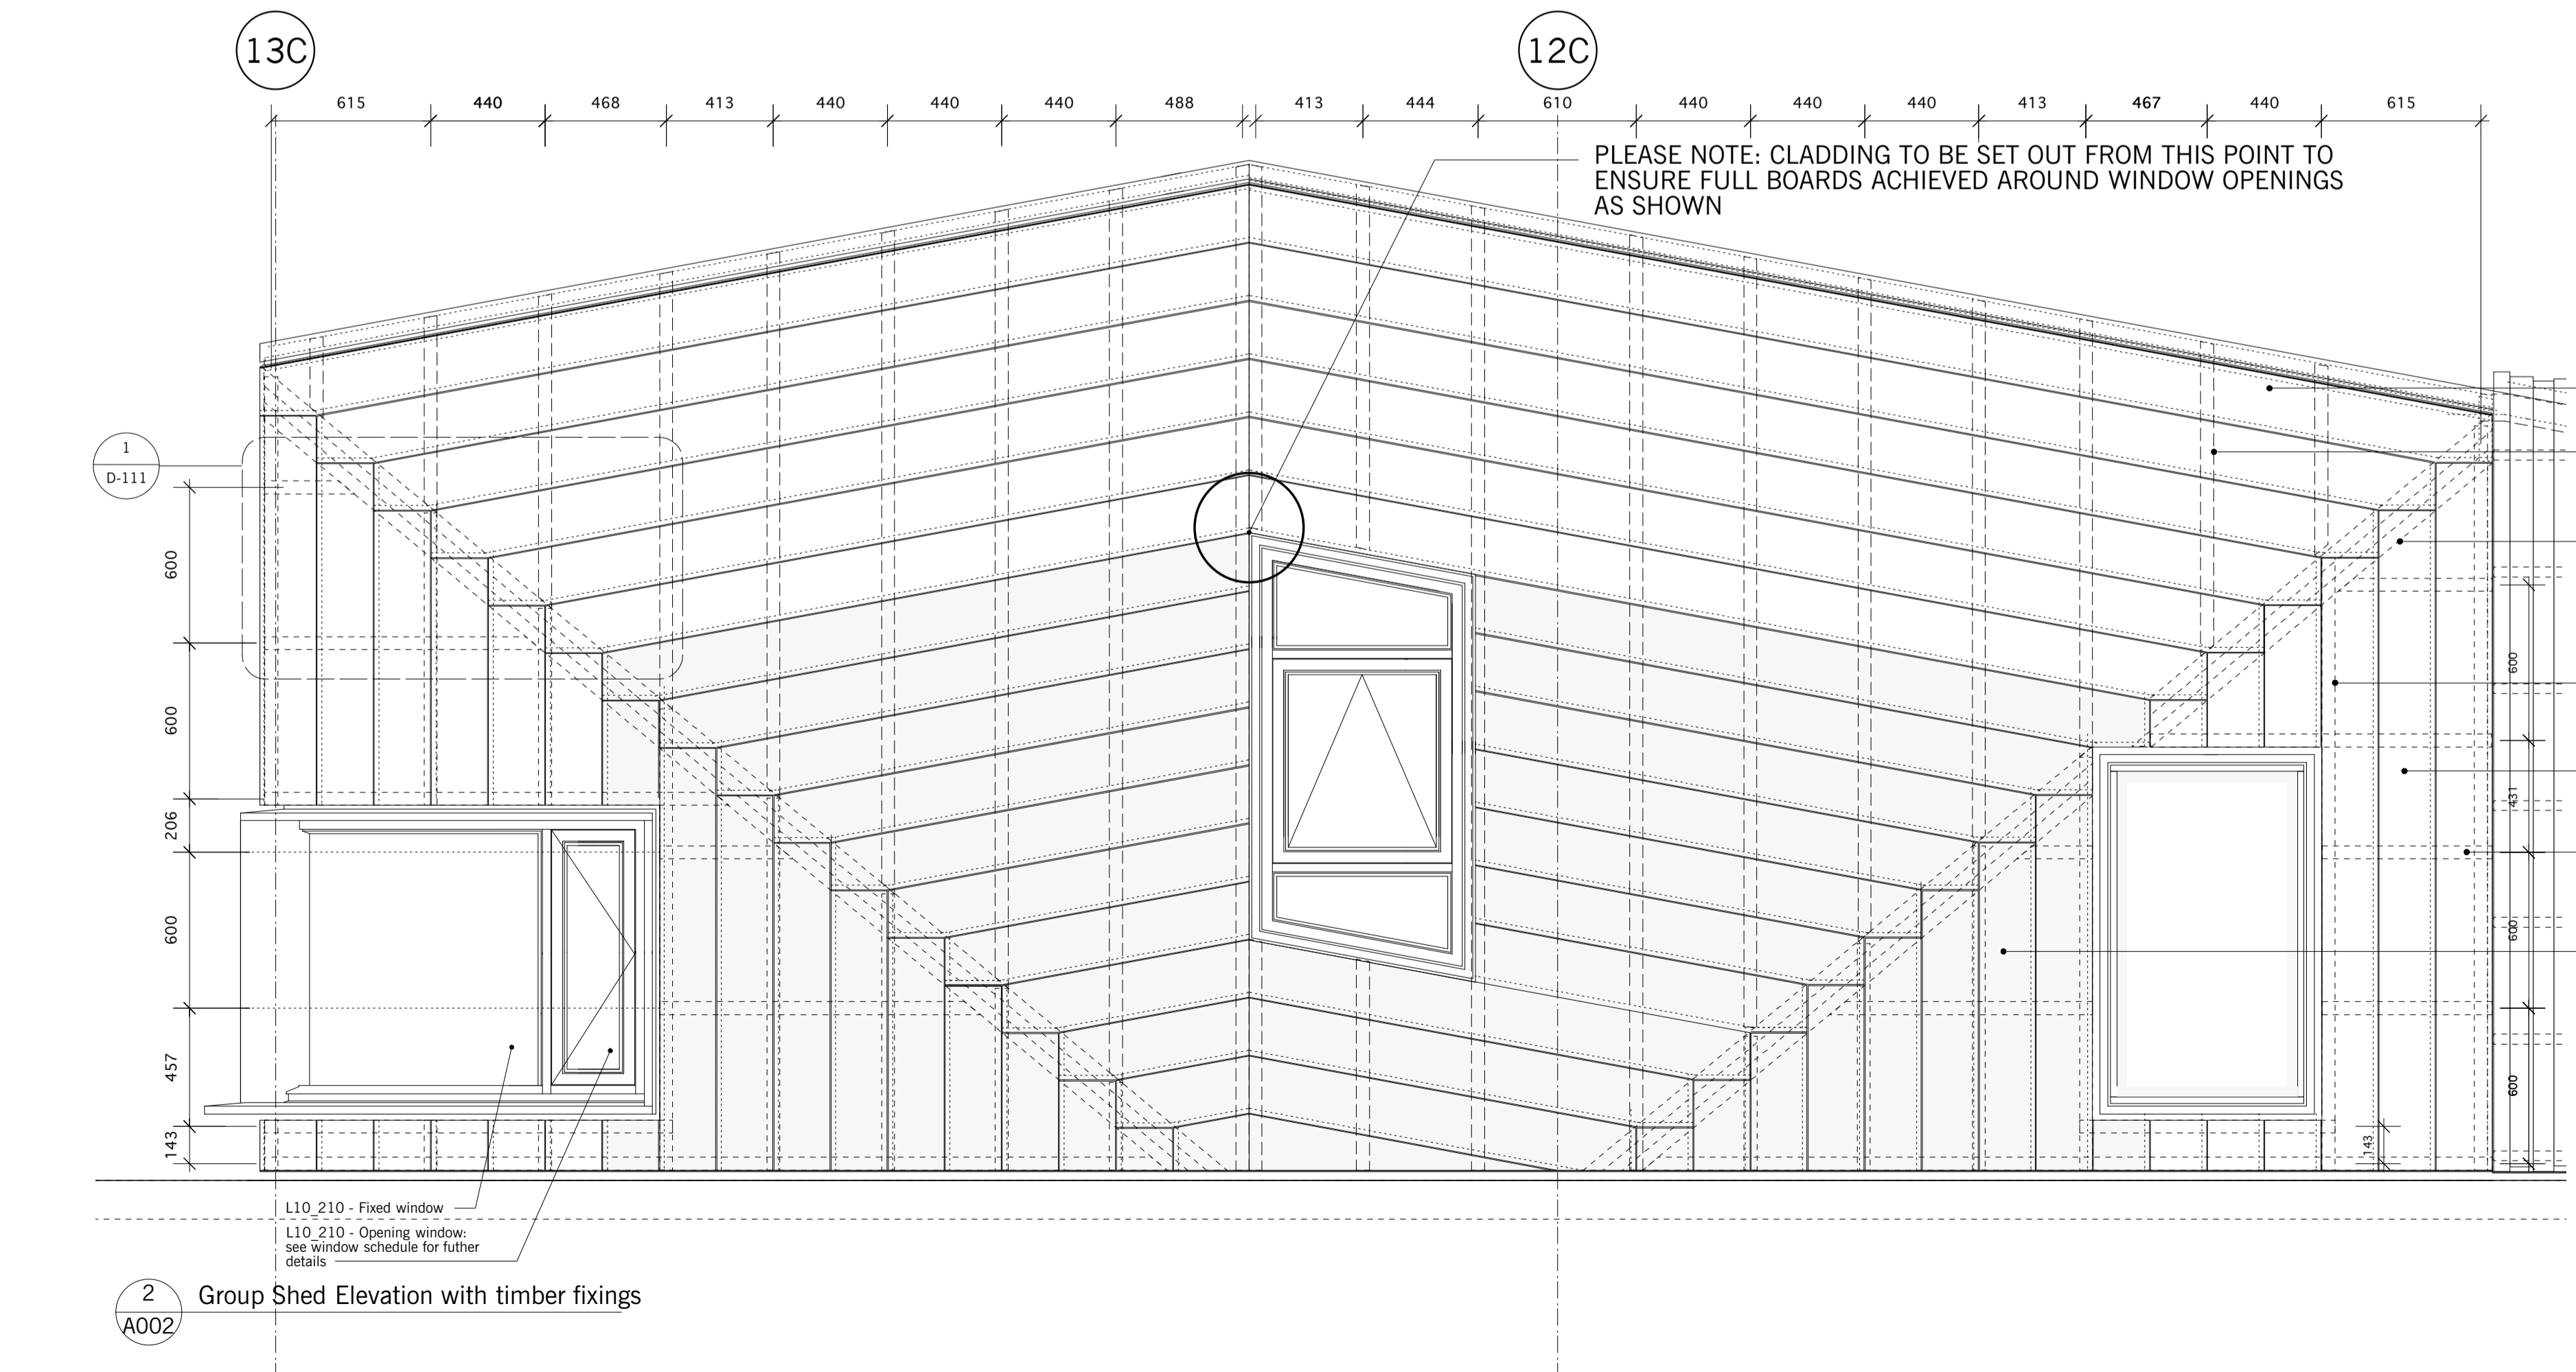 13C
12C
615 440 468 413 440 440 440 488 413 444 610 440 440 440 413 467 440 615
PLEASE NOTE: CLADDING TO BE SET OUT FROM THIS POINT TO
ENSURE FULL BOARDS ACHIEVED AROUND WINDOW OPENINGS
AS SHOWN
1
D-111
600
600
206
600
457
143
600
431
600
600
143
L10_210 - Fixed window
L10_210 - Opening window:
see window schedule for futher
details
2
A002
Group Shed Elevation with timber fixings